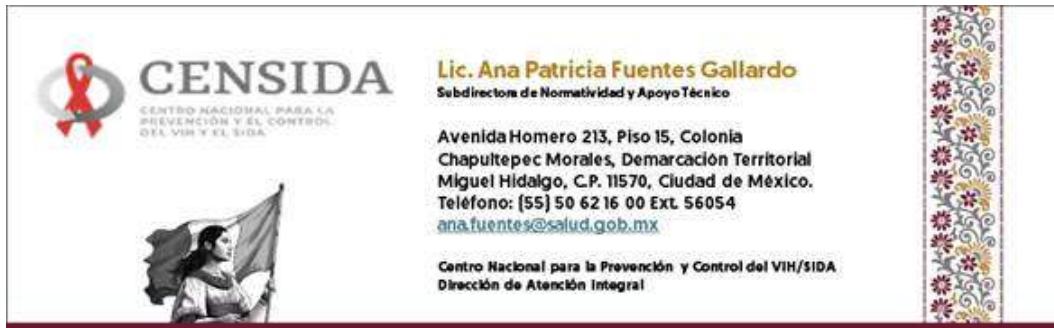 CENSIDA
CENTRO NACIONAL PARA LA
PREVENCIÓN Y EL CONTROL
DEL VIH Y EL SIDA
Lic. Ana Patricia Fuentes Gallardo
Subdirectora de Normatividad y Apoyo Técnico
Avenida Homero 213, Piso 15, Colonia
Chapultepec Morales, Demarcación Territorial
Miguel Hidalgo, C.P. 11570, Ciudad de México.
Teléfono: (55) 50 62 16 00 Ext. 56054
ana.fuentes@salud.gob.mx
Centro Nacional para la Prevención y Control del VIH/SIDA
Dirección de Atención Integral